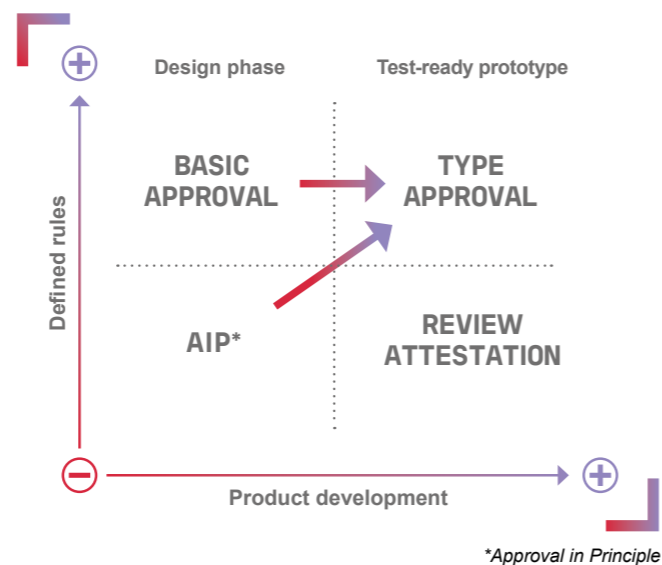 Design phase
Test-ready prototype
BASIC
APPROVAL
TYPE
APPROVAL
Defined rules
AIP*
REVIEW
ATTESTATION
Product development
*Approval in Principle